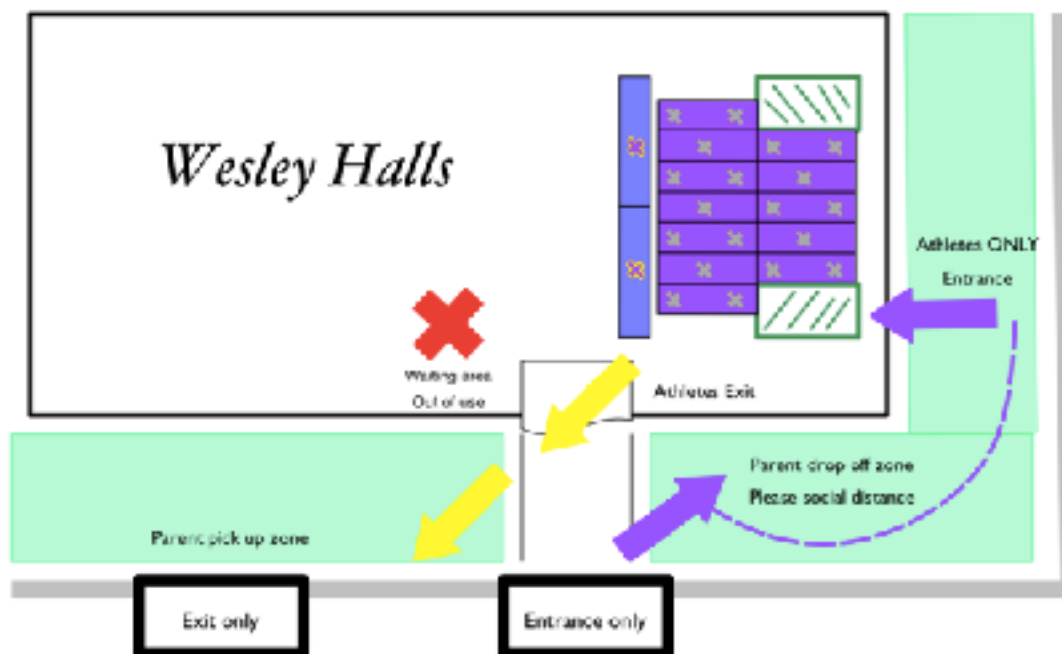 Wesley Halls
Athletes ONLY
Entrance
Waiting area
Out of use
Athletes Exit
Parent drop off zone
Please social distance
Parent pick up zone
Exit only
Entrance only